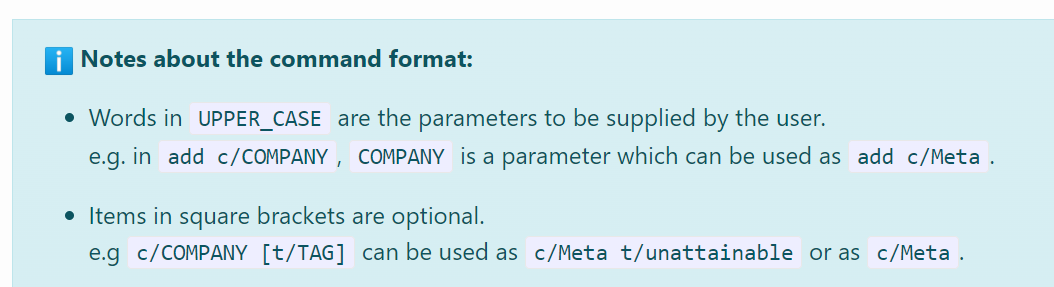 Notes about the command format:
Words in UPPER_CASE are the parameters to be supplied by the user.
e.g. in add c/COMPANY, COMPANY is a parameter which can be used as add c/Meta.
Items in square brackets are optional.
e.g c/COMPANY [t/TAG] can be used as c/Meta t/unattainable or as c/Meta.